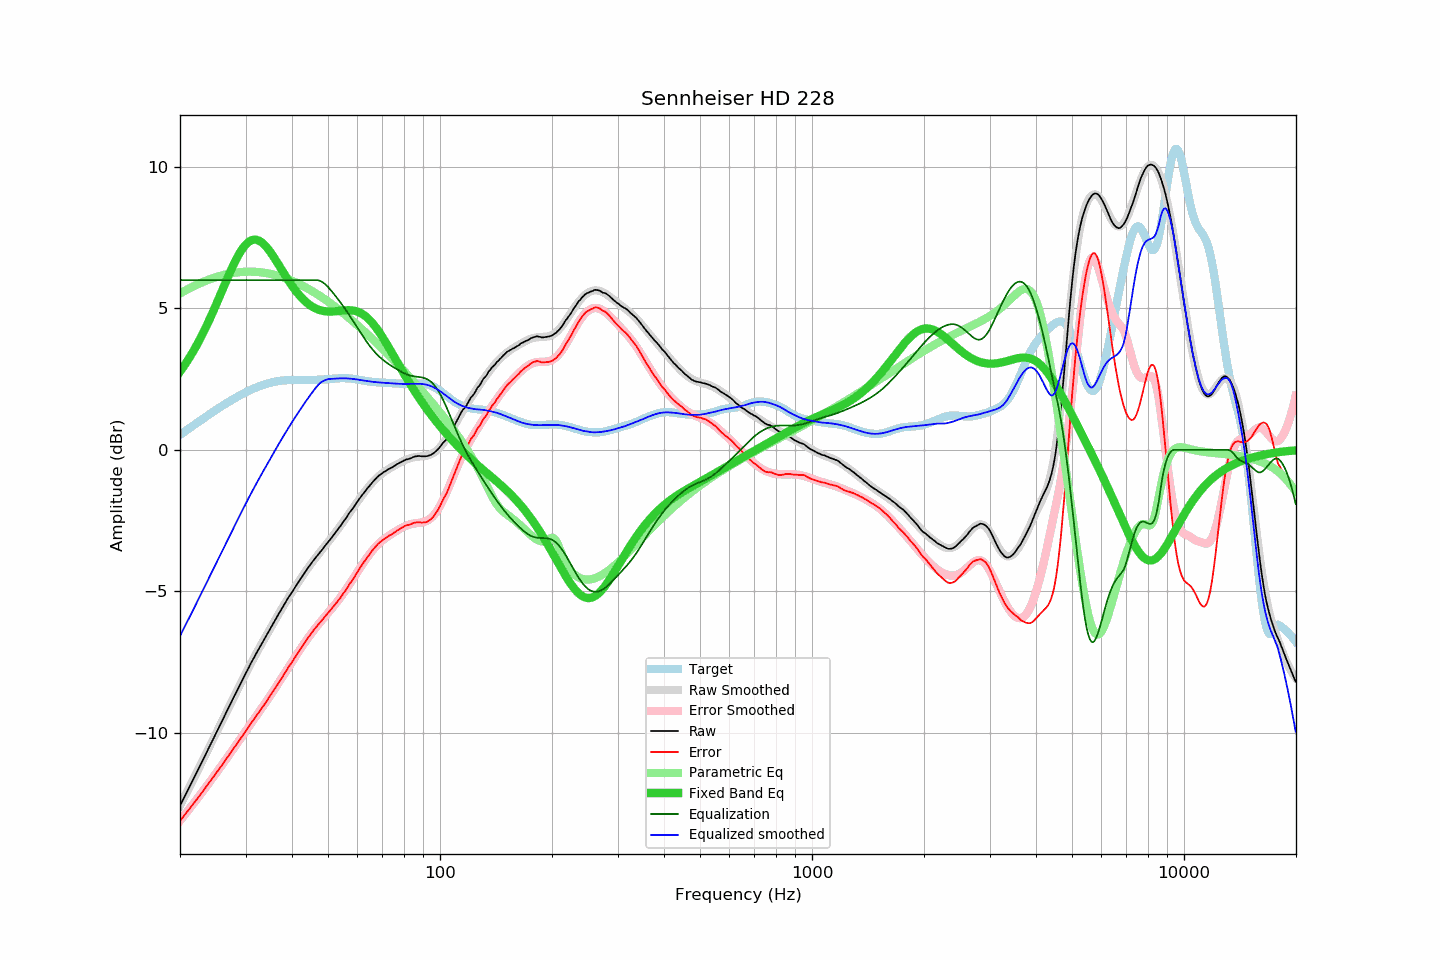 Sennheiser HD 228
10
5
0
−5
−10
Amplitude (dBr)
Target
Raw Smoothed
Error Smoothed
Raw
Error
Parametric Eq
Fixed Band Eq
Equalization
Equalized smoothed
100 1000 10000
Frequency (Hz)